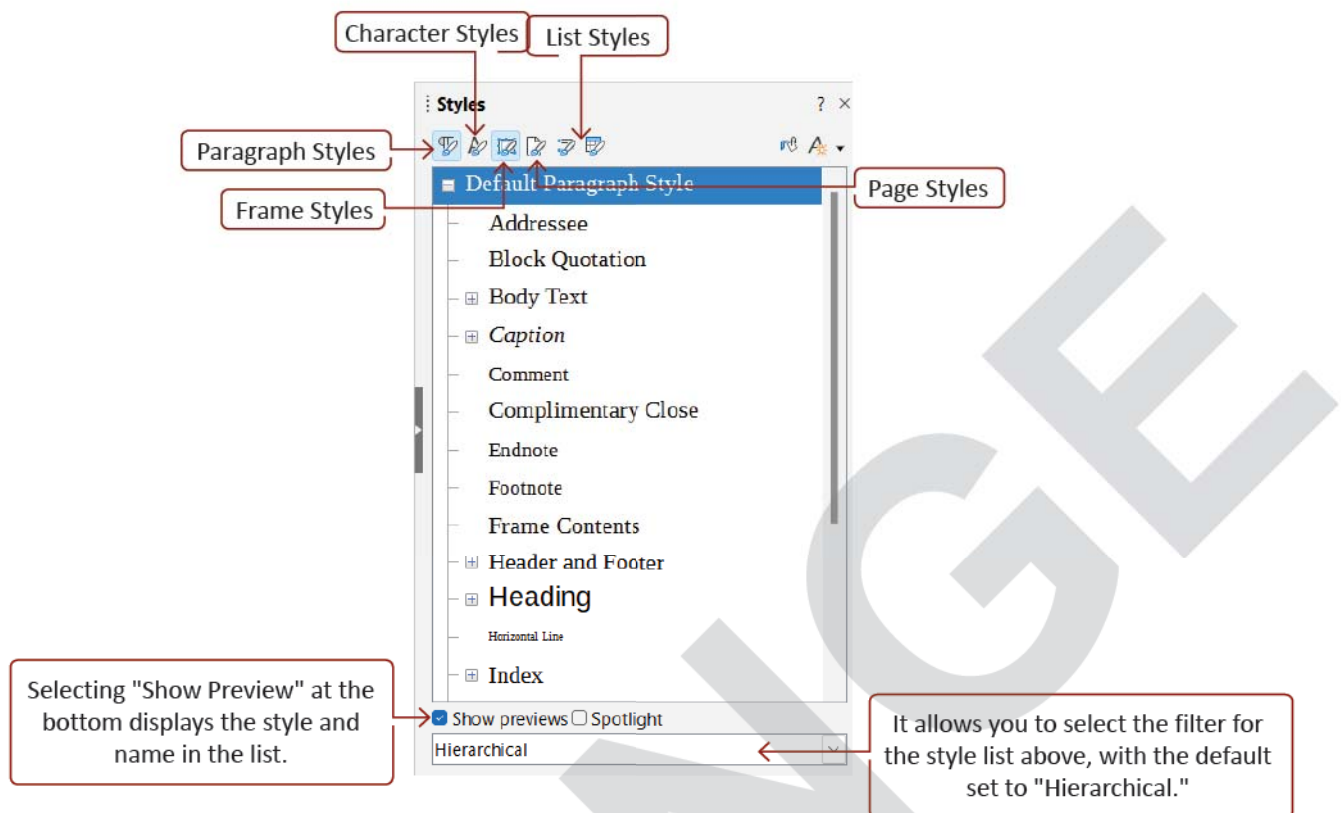 Character Styles
List Styles
Styles
? ×
Paragraph Styles
Default Paragraph Style
Page Styles
Frame Styles
Addressee
Block Quotation
Body Text
Caption
Comment
Complimentary Close
Endnote
Footnote
Frame Contents
Header and Footer
Heading
Horizontal Line
Index
Selecting "Show Preview" at the
bottom displays the style and
name in the list.
Show previews Spotlight
Hierarchical
It allows you to select the filter for
the style list above, with the default
set to "Hierarchical."
NGE